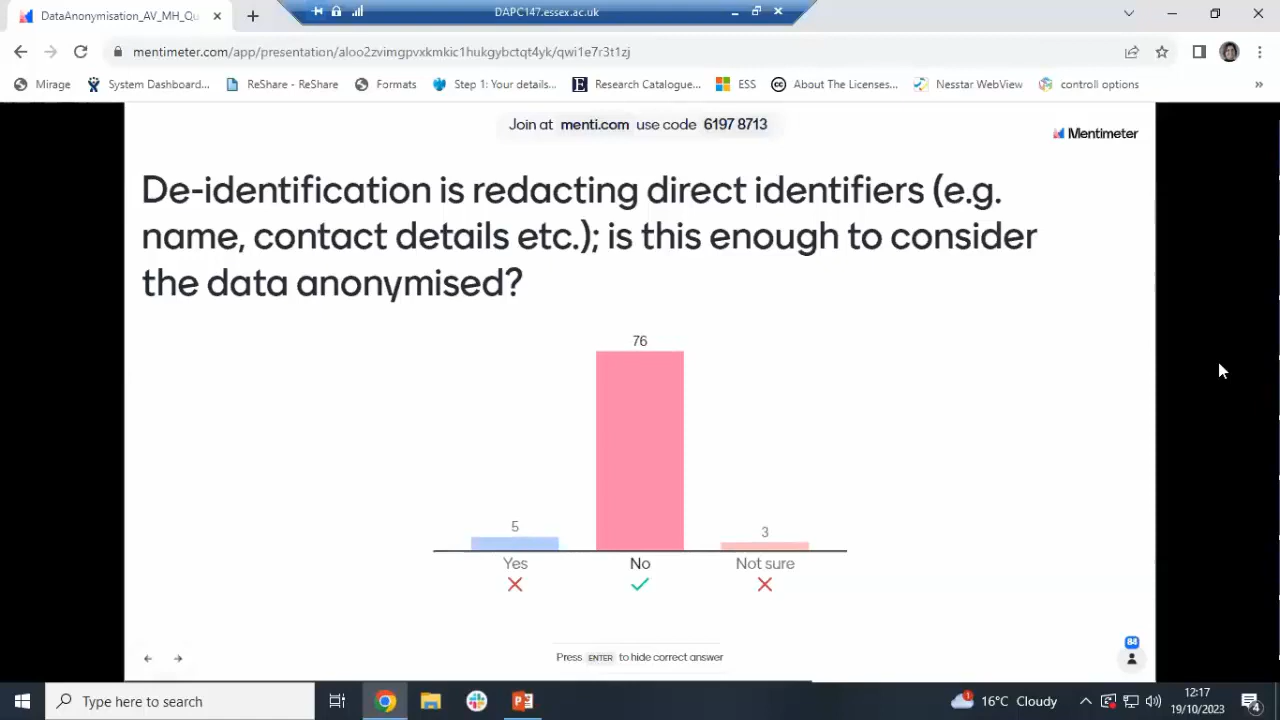 DataAnonymisation_AV_MH_Qu
DAPC147.essex.ac.uk
mentimeter.com/app/presentation/aloo2zvimgpvxkmkic1hukgybctqt4yk/qwi1e7r3t1zj
Mirage System Dashboard... ReShare - ReShare Formats Step 1: Your details... Research Catalogue... ESS About The Licenses... Nesstar WebView controll options »
Join at menti.com use code 6197 8713
Mentimeter
De-identification is redacting direct identifiers (e.g.
name, contact details etc.); is this enough to consider
the data anonymised?
76
5
3
Yes No Not sure
84
Press ENTER to hide correct answer
Type here to search
16°C Cloudy
1
12:17
19/10/2023
4